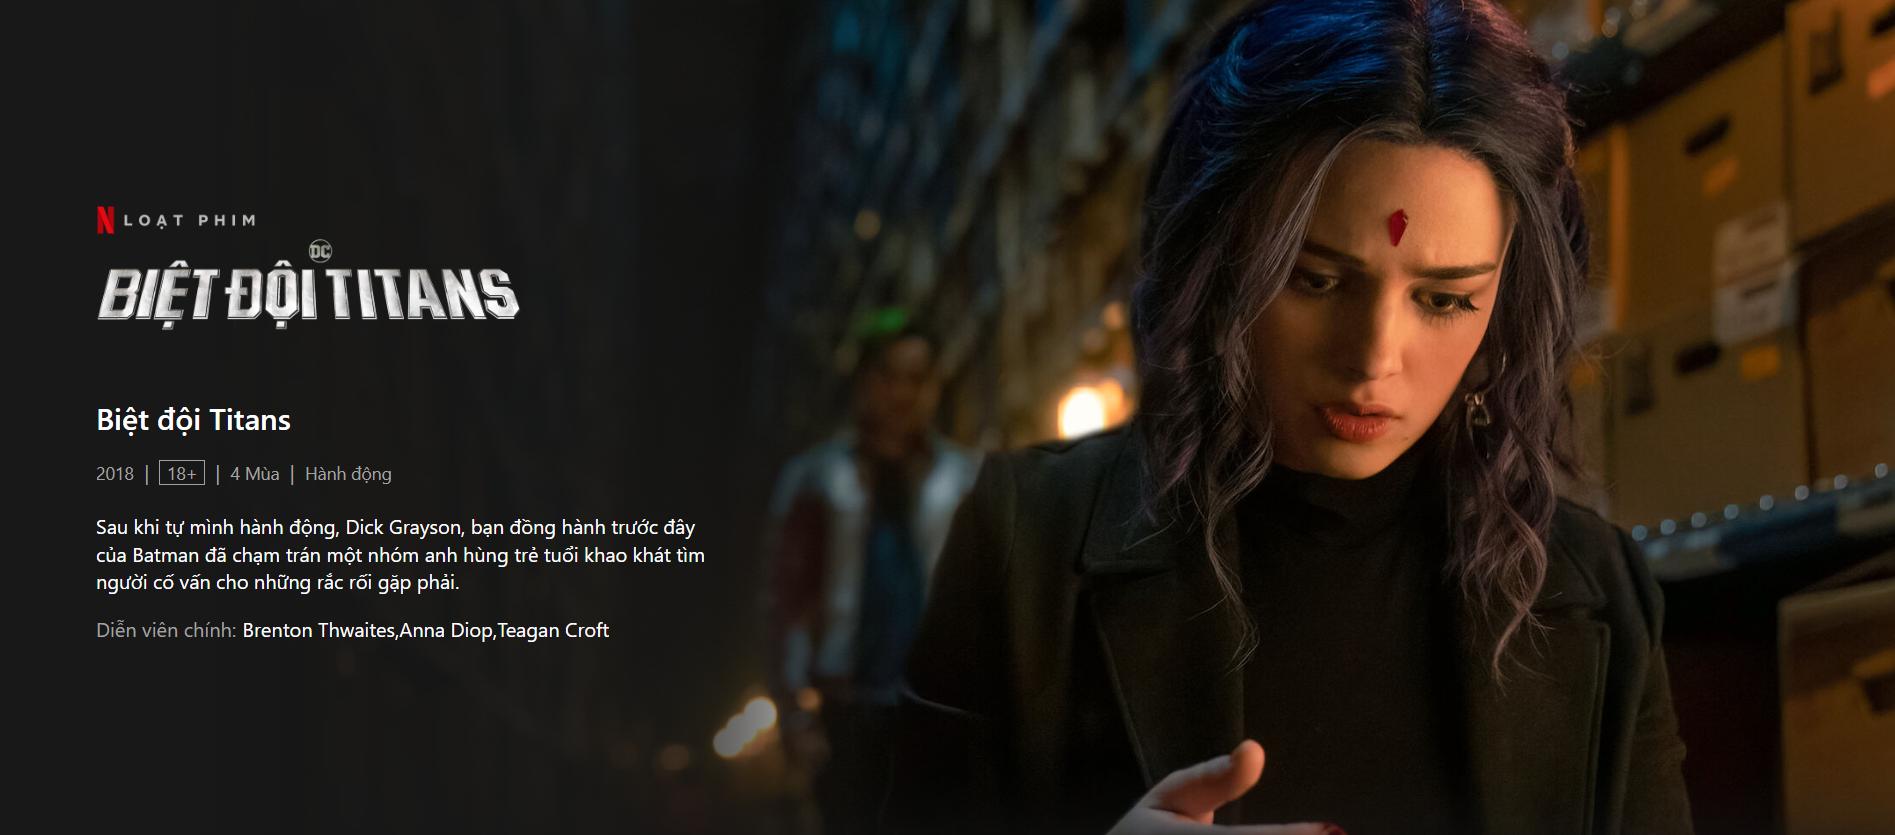 N LOẠT PHIM
DC
BIỆT ĐỘI TITANS
Biệt đội Titans
2018 | 18+ | 4 Mùa | Hành động
Sau khi tự mình hành động, Dick Grayson, bạn đồng hành trước đây
của Batman đã chạm trán một nhóm anh hùng trẻ tuổi khao khát tìm
người cố vấn cho những rắc rối gặp phải.
Diễn viên chính: Brenton Thwaites,Anna Diop,Teagan Croft